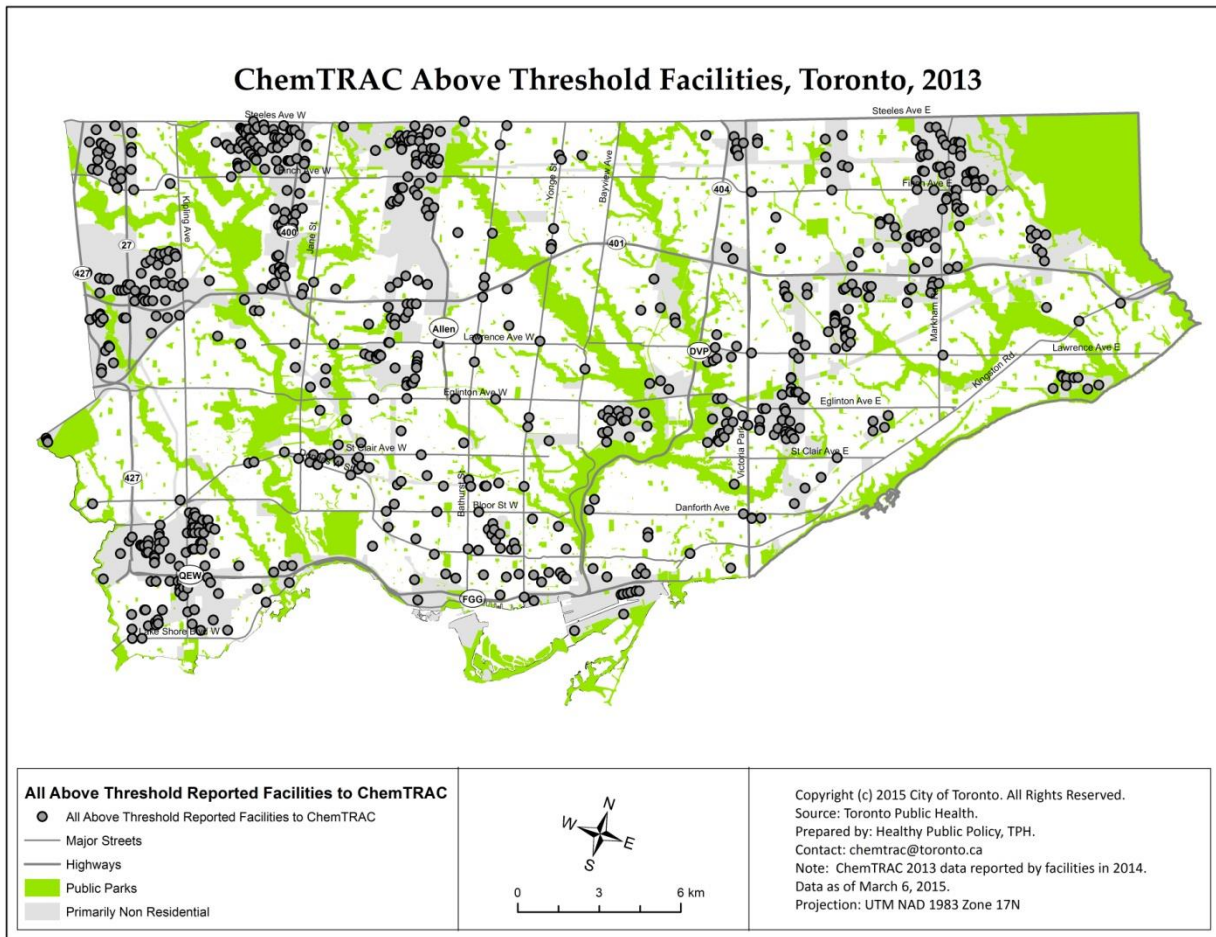 ChemTRAC Above Threshold Facilities, Toronto, 2013
Steeles Ave W
Steeles Ave E
Finch Ave W
Finch Ave E
Kipling Ave
Jane St
Yonge St
Bayview Ave
404
27
400
401
427
Allen
Lawrence Ave W
DVP
Markham
Lawrence Ave E
Kingston Rd
Eglinton Ave W
Eglinton Ave E
Victoria Park
St Clair Ave W
St Clair Ave E
427
Bathurst St
Bloor St W
Danforth Ave
QEW
FGG
Lake Shore Blvd W
All Above Threshold Reported Facilities to ChemTRAC
All Above Threshold Reported Facilities to ChemTRAC
Major Streets
Highways
Public Parks
Primarily Non Residential
N
W
E
S
0 3 6 km
Copyright (c) 2015 City of Toronto. All Rights Reserved.
Source: Toronto Public Health.
Prepared by: Healthy Public Policy, TPH.
Contact: chemtrac@toronto.ca
Note: ChemTRAC 2013 data reported by facilities in 2014.
Data as of March 6, 2015.
Projection: UTM NAD 1983 Zone 17N